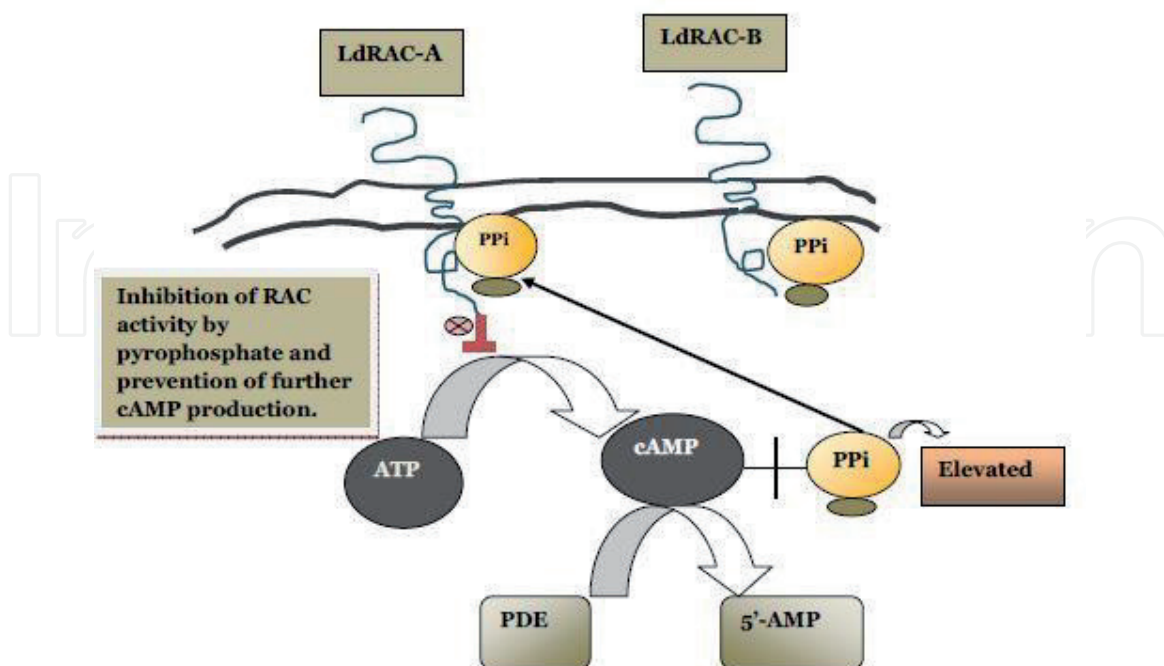 LdRAC-A
LdRAC-B
PPi
PPi
Inhibition of RAC
activity by
pyrophosphate and
prevention of further
cAMP production.
ATP
cAMP
PPi
Elevated
PDE
5'-AMP